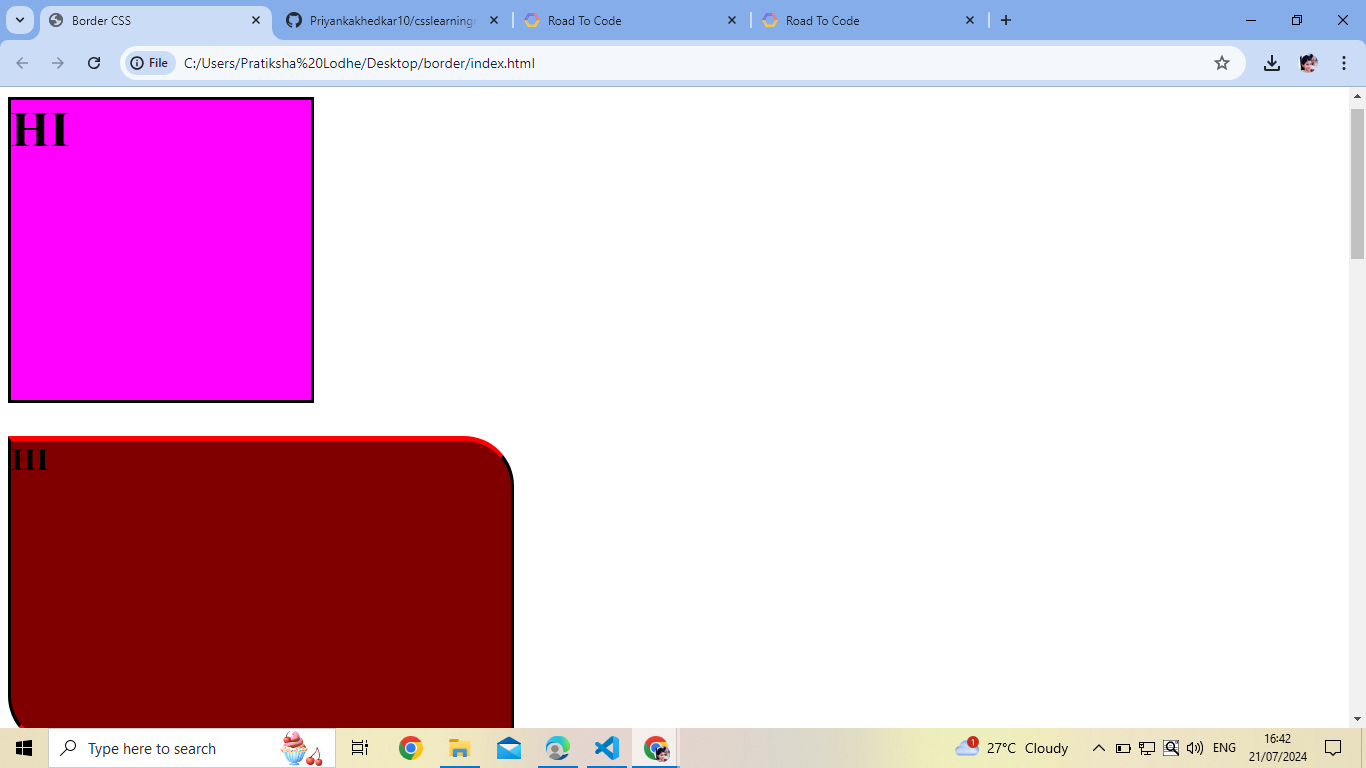 Border CSS
Priyankakhedkar10/csslearning
Road To Code
Road To Code
File
C:/Users/Pratiksha%20Lodhe/Desktop/border/index.html
HI
HI
Type here to search
1
27°C Cloudy
ENG
16:42
21/07/2024